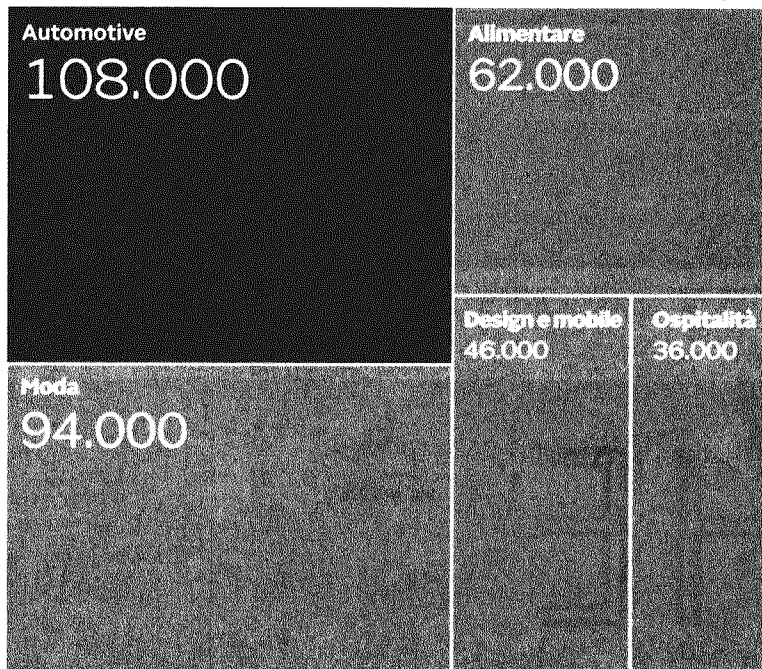 Automotive
108.000
Alimentare
62.000
Design e mobile
46.000
Ospitalità
36.000
Moda
94.000